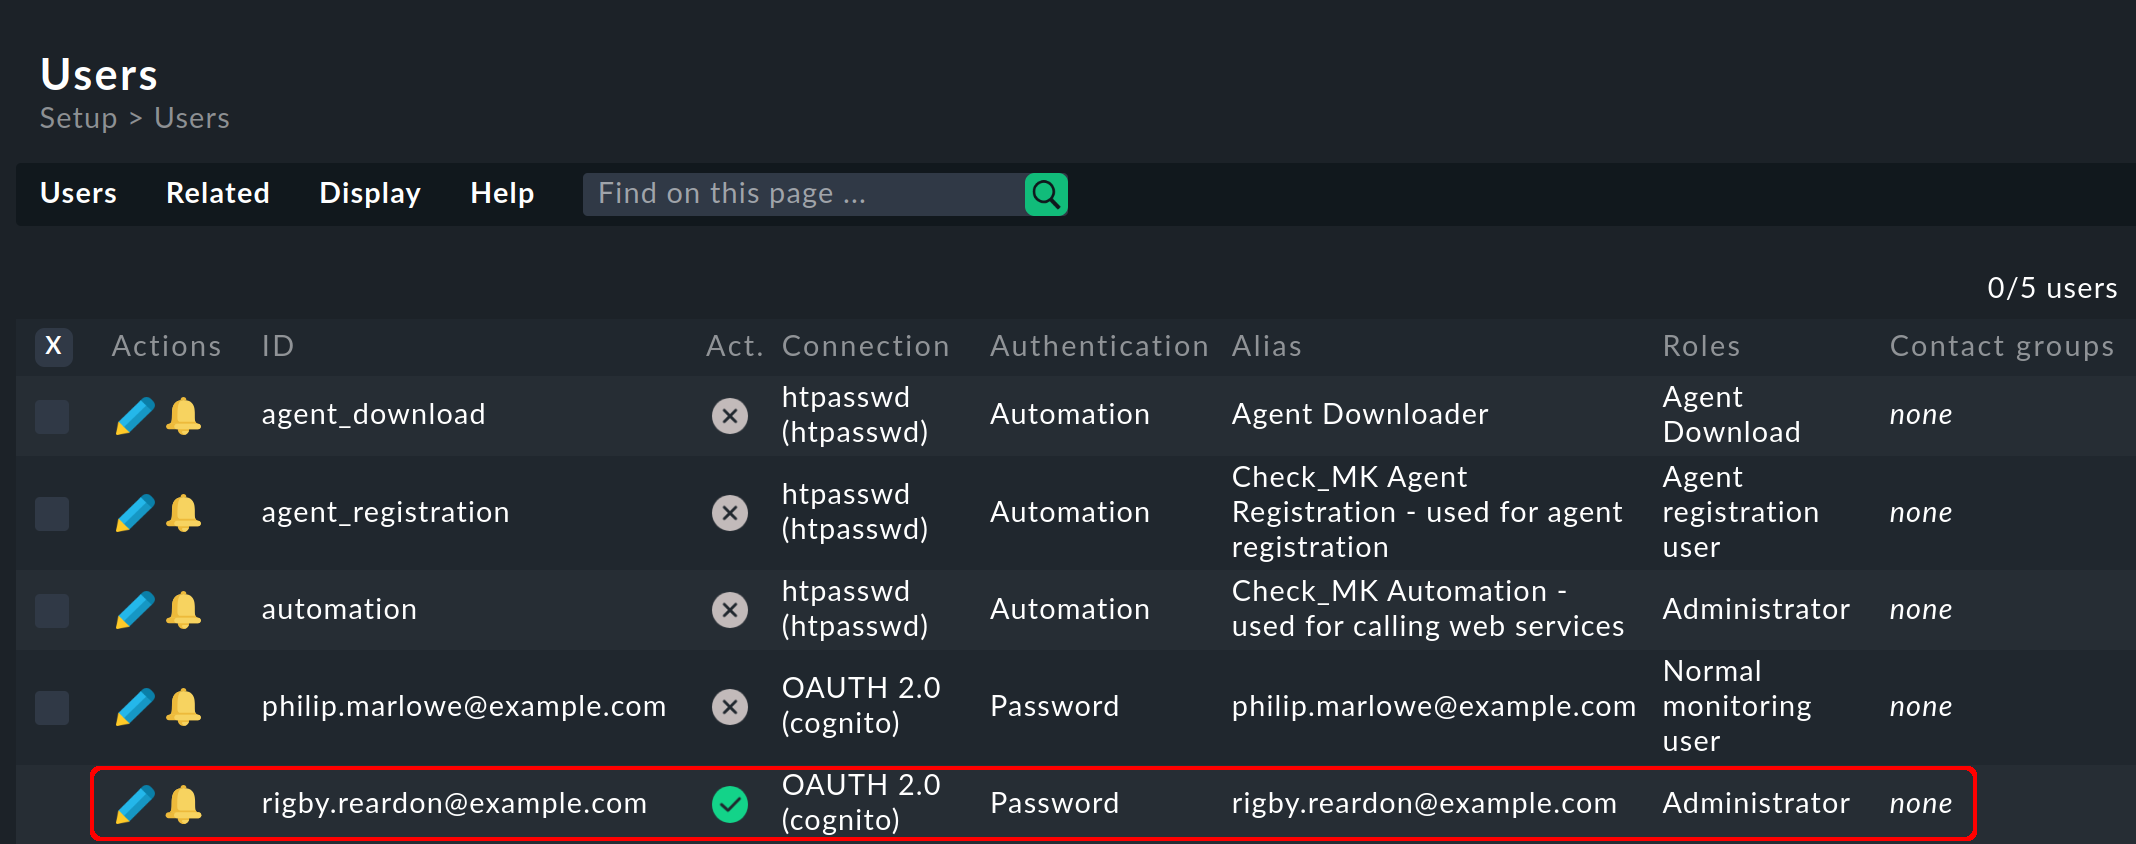 Users
Setup > Users
Users Related Display Help Find on this page ...
0/5 users
X Actions ID Act. Connection Authentication Alias Roles Contact groups
agent_download htpasswd (htpasswd) Automation Agent Downloader Agent Download none
agent_registration htpasswd (htpasswd) Automation Check_MK Agent Registration - used for agent registration Agent registration user none
automation htpasswd (htpasswd) Automation Check_MK Automation - used for calling web services Administrator none
philip.marlowe@example.com OAUTH 2.0 (cognito) Password philip.marlowe@example.com Normal monitoring user none
rigby.reardon@example.com OAUTH 2.0 (cognito) Password rigby.reardon@example.com Administrator none